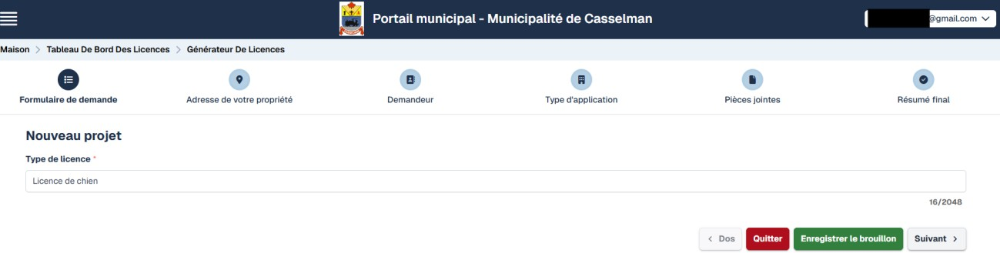 Portail municipal - Municipalité de Casselman
@gmail.com
Maison > Tableau De Bord Des Licences > Générateur De Licences
Formulaire de demande
Adresse de votre propriété
Demandeur
Type d'application
Pièces jointes
Résumé final
Nouveau projet
Type de licence *
Licence de chien
16/2048
< Dos
Quitter
Enregistrer le brouillon
Suivant >